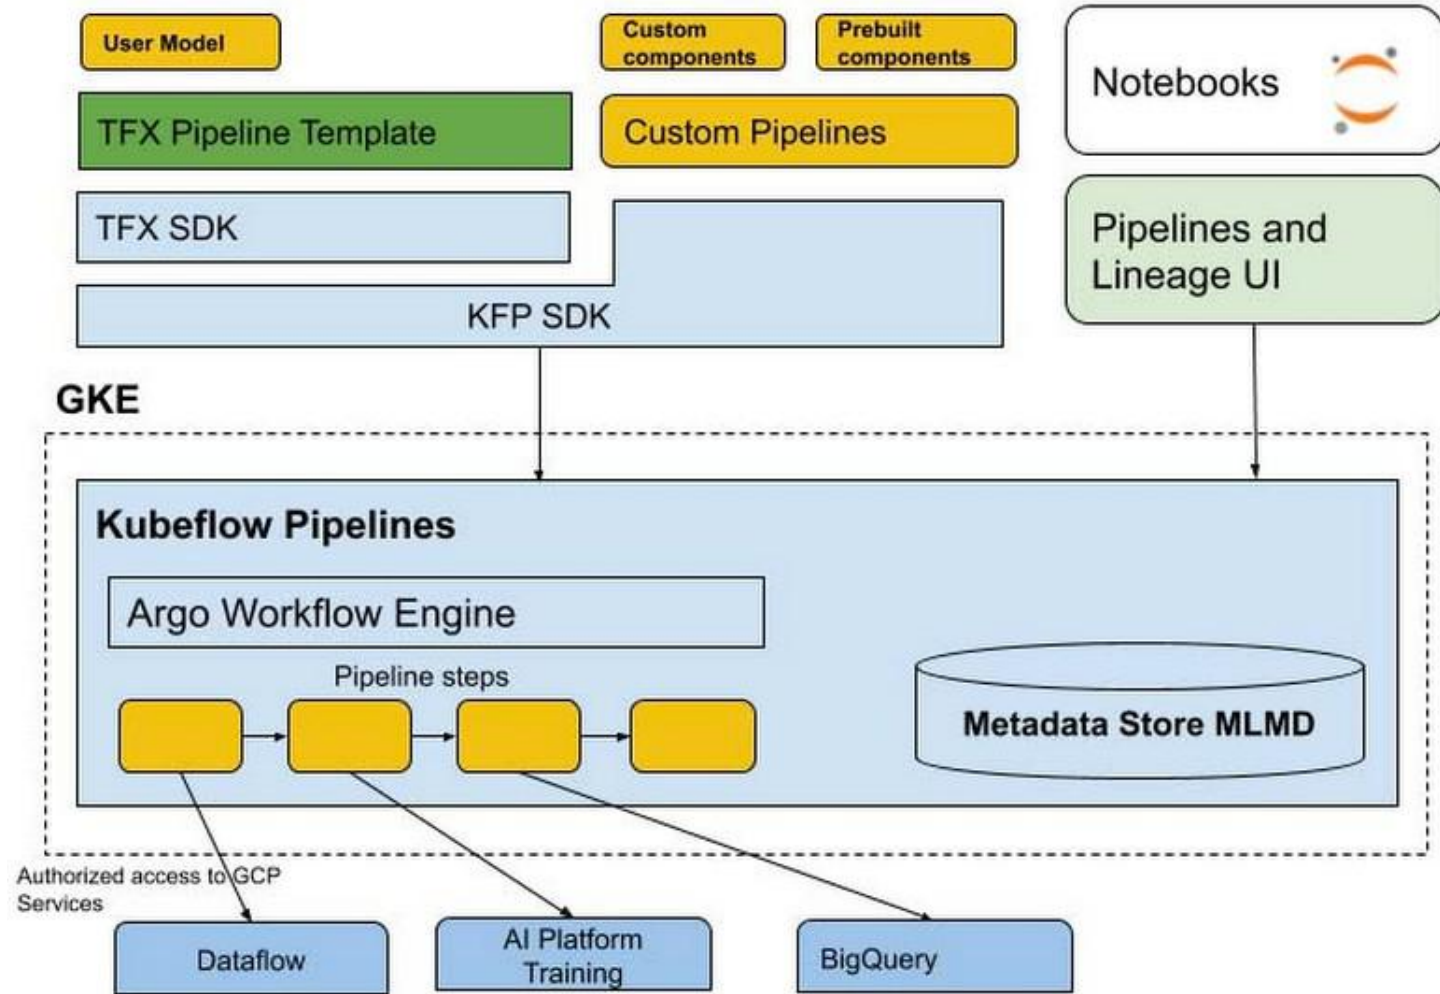 User Model
Custom
components
Prebuilt
components
Notebooks
TFX Pipeline Template
Custom Pipelines
TFX SDK
Pipelines and
Lineage UI
KFP SDK
GKE
Kubeflow Pipelines
Argo Workflow Engine
Pipeline steps
Metadata Store MLMD
Authorized access to GCP
Services
Dataflow
AI Platform
Training
BigQuery